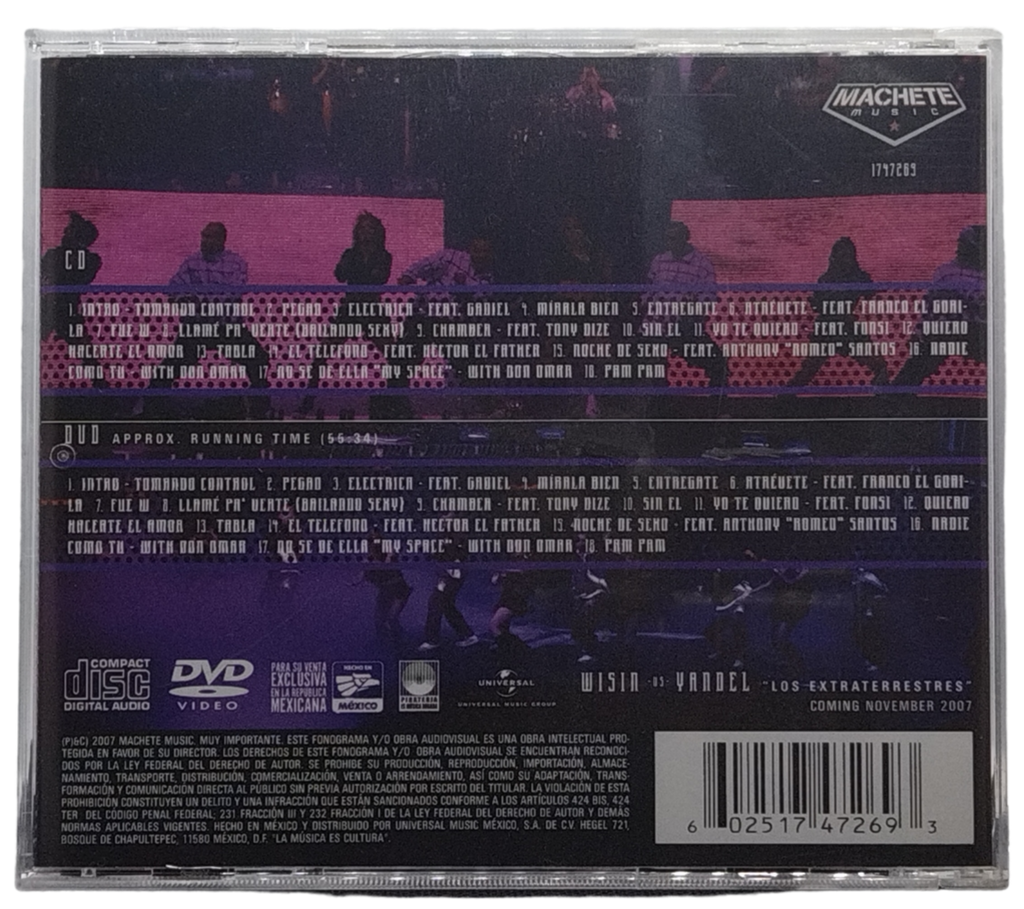 MACHETE
MUSIC
1747269
CD
1. INTRO - TOMANDO CONTROL 2. PEGAO 3. ELECTRICA - FEAT. GADIEL 4. MÍRALA BIEN 5. ENTREGATE 6. ATRÉVETE - FEAT. FRANCO EL GORI-
LA 7. FUE W 8. LLAMÉ PA' VERTE (BAILANDO SEXY) 9. CHAMBER - FEAT. TONY DIZE 10. SIN EL 11. YO TE QUIERO - FEAT. FONSI 12. QUIERO
HACERTE EL AMOR 13. TABLA 14. EL TELEFONO - FEAT. HECTOR EL FATHER 15. NOCHE DE SEXO - FEAT. ANTHONY "ROMEO" SANTOS 16. NADIE
COMO TU - WITH DON OMAR 17. NO SE DE ELLA "MY SPACE" - WITH DON OMAR 18. PAM PAM
DVD APPROX. RUNNING TIME (55:34)
1. INTRO - TOMANDO CONTROL 2. PEGAO 3. ELECTRICA - FEAT. GADIEL 4. MÍRALA BIEN 5. ENTREGATE 6. ATRÉVETE - FEAT. FRANCO EL GORI-
LA 7. FUE W 8. LLAMÉ PA' VERTE (BAILANDO SEXY) 9. CHAMBER - FEAT. TONY DIZE 10. SIN EL 11. YO TE QUIERO - FEAT. FONSI 12. QUIERO
HACERTE EL AMOR 13. TABLA 14. EL TELEFONO - FEAT. HECTOR EL FATHER 15. NOCHE DE SEXO - FEAT. ANTHONY "ROMEO" SANTOS 16. NADIE
COMO TU - WITH DON OMAR 17. NO SE DE ELLA "MY SPACE" - WITH DON OMAR 18. PAM PAM
COMPACT
disc
DIGITAL AUDIO
DVD
VIDEO
PARA SU VENTA
EXCLUSIVA
EN LA REPÚBLICA
MEXICANA
HECHO EN
MÉXICO
UNIVERSAL
UNIVERSAL MUSIC GROUP
WISIN VS YANDEL "LOS EXTRATERRESTRES"
COMING NOVEMBER 2007
(P)&C) 2007 MACHETE MUSIC. MUY IMPORTANTE. ESTE FONOGRAMA Y/O OBRA AUDIOVISUAL ES UNA OBRA INTELECTUAL PRO-
TEGIDA EN FAVOR DE SU DIRECTOR. LOS DERECHOS DE ESTE FONOGRAMA Y/O OBRA AUDIOVISUAL SE ENCUENTRAN RECONOCI-
DOS POR LA LEY FEDERAL DEL DERECHO DE AUTOR. SE PROHIBE SU PRODUCCIÓN, REPRODUCCIÓN, IMPORTACIÓN, ALMACE-
NAMIENTO, TRANSPORTE, DISTRIBUCIÓN, COMERCIALIZACIÓN, VENTA O ARRENDAMIENTO, ASÍ COMO SU ADAPTACIÓN, TRANS-
FORMACIÓN Y COMUNICACIÓN DIRECTA AL PÚBLICO SIN PREVIA AUTORIZACIÓN POR ESCRITO DEL TITULAR. LA VIOLACIÓN DE ESTA
PROHIBICIÓN CONSTITUYEN UN DELITO Y UNA INFRACCIÓN QUE ESTÁN SANCIONADOS CONFORME A LOS ARTÍCULOS 424 BIS, 424
TER DEL CODIGO PENAL FEDERAL; 231 FRACCIÓN III Y 232 FRACCIÓN I DE LA LEY FEDERAL DEL DERECHO DE AUTOR Y DEMÁS
NORMAS APLICABLES VIGENTES. HECHO EN MÉXICO Y DISTRIBUIDO POR UNIVERSAL MUSIC MÉXICO, S.A. DE C.V. HEGEL 721,
BOSQUE DE CHAPULTEPEC, 11580 MÉXICO, D.F. "LA MÚSICA ES CULTURA".
6 02517 47269 3